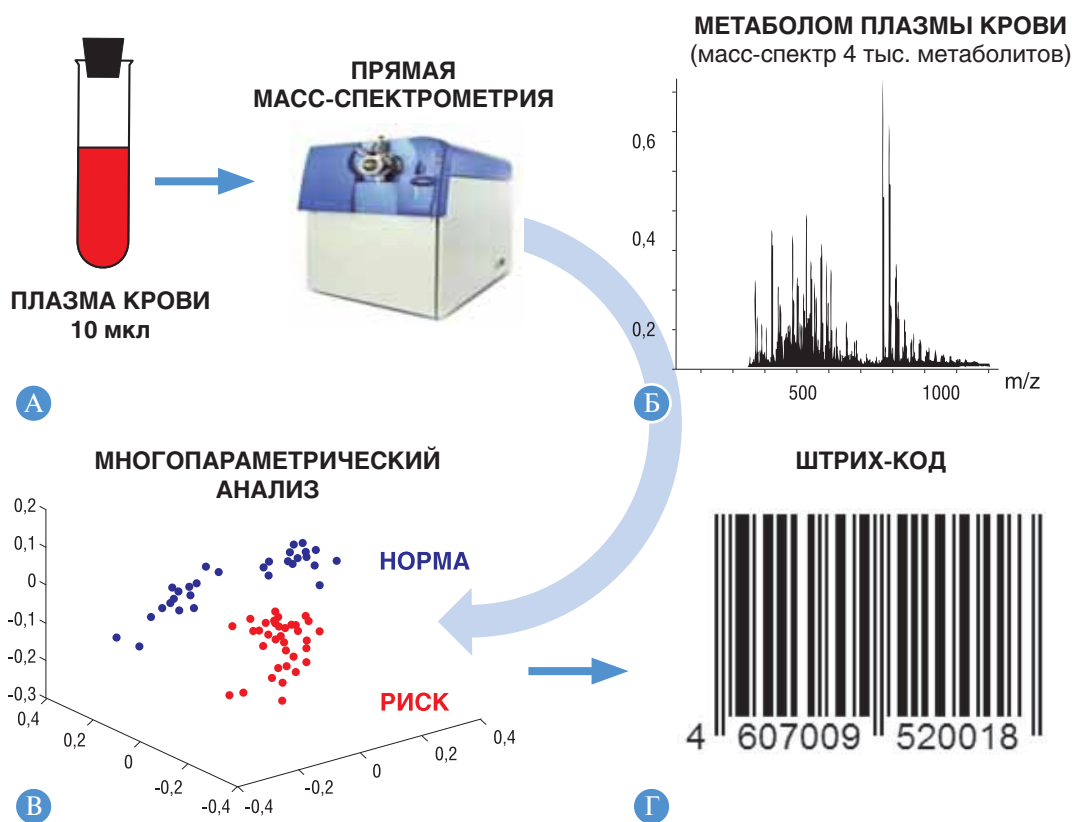 ПЛАЗМА КРОВИ
10 мкл
А
ПРЯМАЯ
МАСС-СПЕКТРОМЕТРИЯ
МЕТАБОЛОМ ПЛАЗМЫ КРОВИ
(масс-спектр 4 тыс. метаболитов)
0,6
0,4
0,2
500
1000
m/z
Б
МНОГОПАРАМЕТРИЧЕСКИЙ
АНАЛИЗ
0,2
0,1
0
-0,1
-0,2
-0,3
0,4
0,2
0
-0,2
-0,4
-0,4
-0,2
0
0,2
0,4
НОРМА
РИСК
В
ШТРИХ-КОД
4 607009 520018
Г